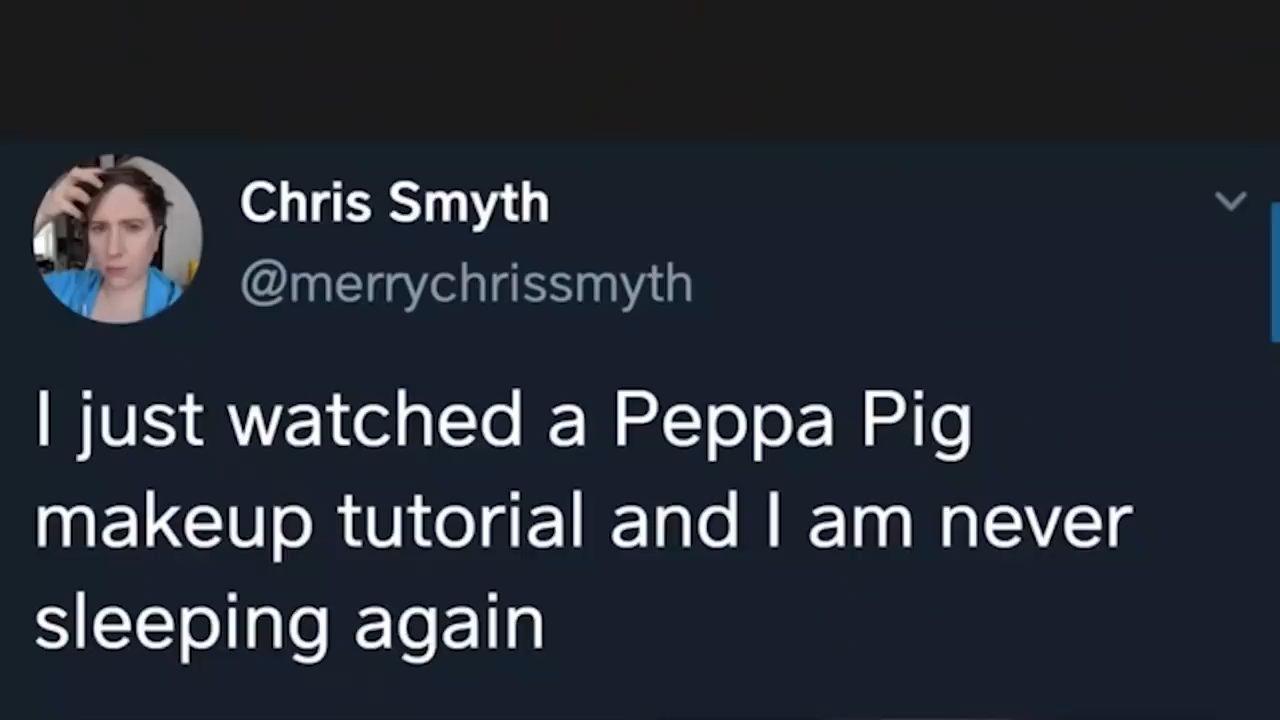 Chris Smyth
@merrychrissmyth
I just watched a Peppa Pig
makeup tutorial and I am never
sleeping again